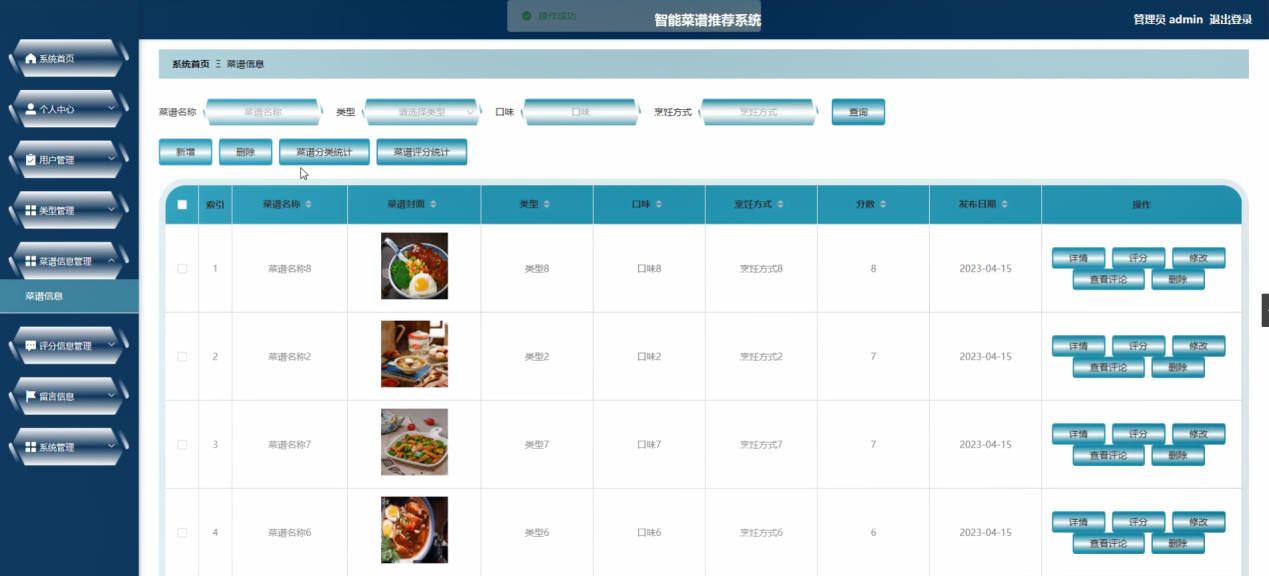 操作成功
智能菜谱推荐系统
管理员 admin 退出登录
系统首页
个人中心
用户管理
类型管理
菜谱信息管理
菜谱信息
评分信息管理
留言信息
系统管理
系统首页 Ξ 菜谱信息
菜谱名称 菜谱名称 类型 请选择类型 口味 口味 烹饪方式 烹饪方式 查询
新增 删除 菜谱分类统计 菜谱评分统计
索引 菜谱名称 菜谱封面 类型 口味 烹饪方式 分数 发布日期 操作
1 菜谱名称8 类型8 口味8 烹饪方式8 8 2023-04-15 详情 评分 修改
查看评论 删除
2 菜谱名称2 类型2 口味2 烹饪方式2 7 2023-04-15 详情 评分 修改
查看评论 删除
3 菜谱名称7 类型7 口味7 烹饪方式7 7 2023-04-15 详情 评分 修改
查看评论 删除
4 菜谱名称6 类型6 口味6 烹饪方式6 6 2023-04-15 详情 评分 修改
查看评论 删除